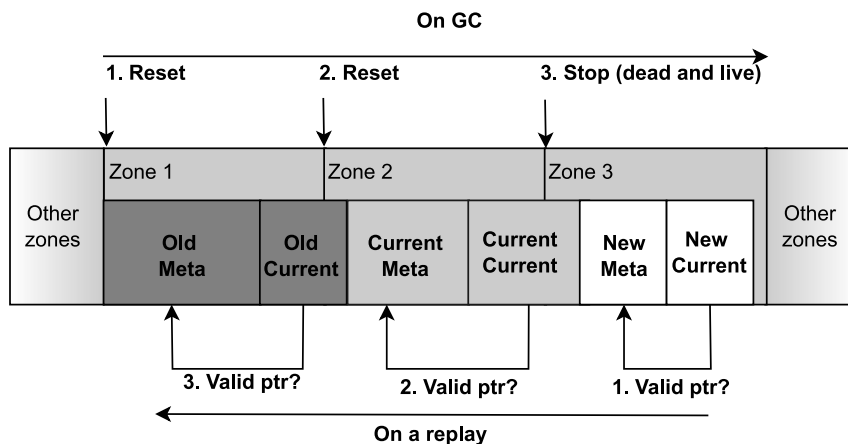 On GC
1. Reset
2. Reset
3. Stop (dead and live)
Other
zones
Zone 1
Zone 2
Zone 3
Old
Meta
Old
Current
Current
Meta
Current
Current
New
Meta
New
Current
Other
zones
3. Valid ptr?
2. Valid ptr?
1. Valid ptr?
On a replay